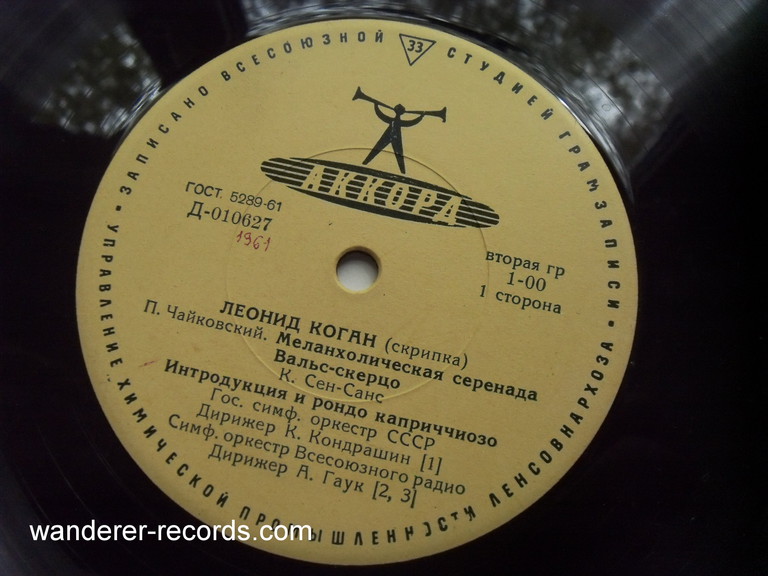 ЗАПИСАНО ВСЕСОЮЗНОЙ 33 СТУДИЕЙ ГРАМЗАПИСИ
УПРАВЛЕНИЕ ХИМИЧЕСКОЙ ПРОМЫШЛЕННОСТИ ЛЕНСОВНАРХОЗА
АККОРД
ГОСТ. 5289-61
Д-010627
1961
вторая гр
1-00
1 сторона
ЛЕОНИД КОГАН (скрипка)
П. Чайковский. Меланхолическая серенада
Вальс-скерцо
К. Сен-Санс
Интродукция и рондо каприччиозо
Гос. симф. оркестр СССР
Дирижер К. Кондрашин [1]
Симф. оркестр Всесоюзного радио
Дирижер А. Гаук [2, 3]
wanderer-records.com